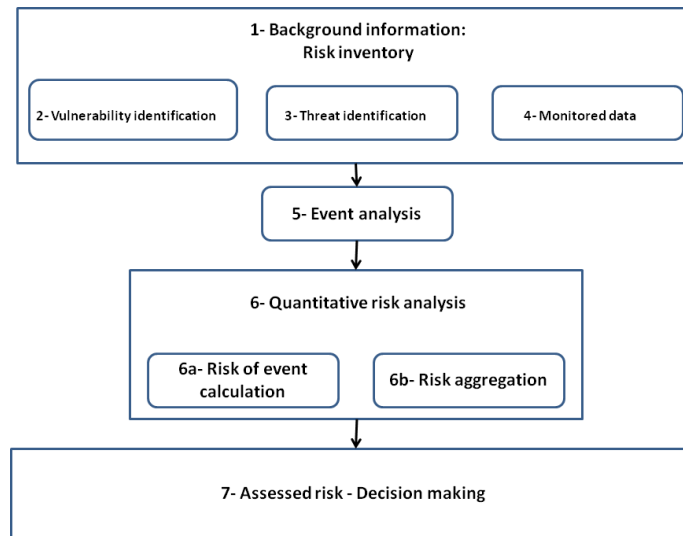 1- Background information:
Risk inventory
2- Vulnerability identification
3- Threat identification
4- Monitored data
5- Event analysis
6- Quantitative risk analysis
6a- Risk of event
calculation
6b- Risk aggregation
7- Assessed risk - Decision making